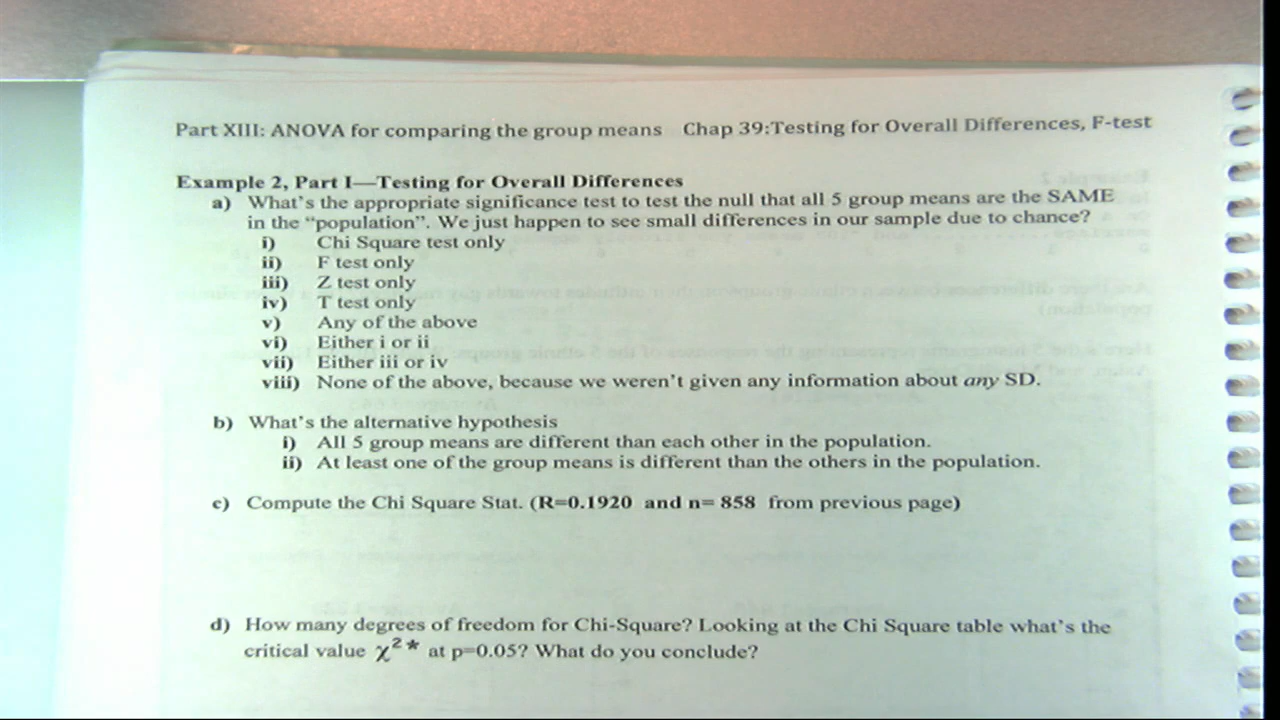 Part XIII: ANOVA for comparing the group means Chap 39:Testing for Overall Differences, F-test
Example 2, Part I—Testing for Overall Differences
a) What's the appropriate significance test to test the null that all 5 group means are the SAME
in the "population". We just happen to see small differences in our sample due to chance?
i) Chi Square test only
ii) F test only
iii) Z test only
iv) T test only
v) Any of the above
vi) Either i or ii
vii) Either iii or iv
viii) None of the above, because we weren't given any information about any SD.
b) What's the alternative hypothesis
i) All 5 group means are different than each other in the population.
ii) At least one of the group means is different than the others in the population.
c) Compute the Chi Square Stat. (R=0.1920 and n= 858 from previous page)
d) How many degrees of freedom for Chi-Square? Looking at the Chi Square table what's the
critical value χ²* at p=0.05? What do you conclude?